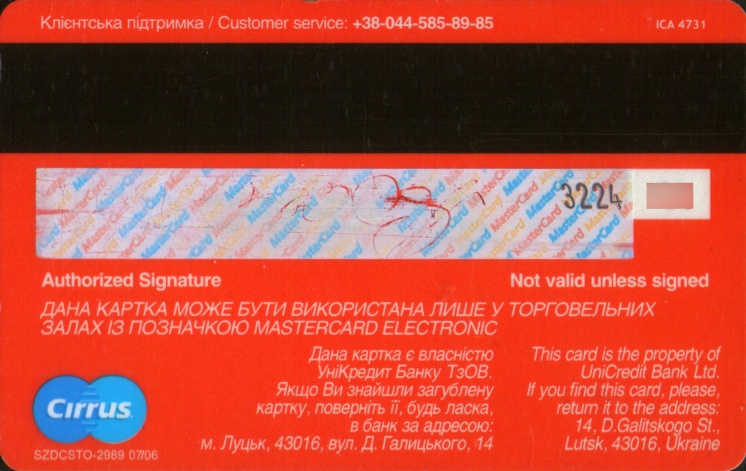 Клієнтська підтримка / Customer service: +38-044-585-89-85
ICA 4731
3224
Authorized Signature
Not valid unless signed
ДАНА КАРТКА МОЖЕ БУТИ ВИКОРИСТАНА ЛИШЕ У ТОРГОВЕЛЬНИХ
ЗАЛАХ ІЗ ПОЗНАЧКОЮ MASTERCARD ELECTRONIC
Дана картка є власністю
УніКредит Банку ТзОВ.
Якщо Ви знайшли загублену
картку, поверніть її, будь ласка,
в банк за адресою:
м. Луцьк, 43016, вул. Д. Галицького, 14
This card is the property of
UniCredit Bank Ltd.
If you find this card, please,
return it to the address:
14, D.Galitskogo St.,
Lutsk, 43016, Ukraine
Cirrus
SZDCSTO-2989 07/06